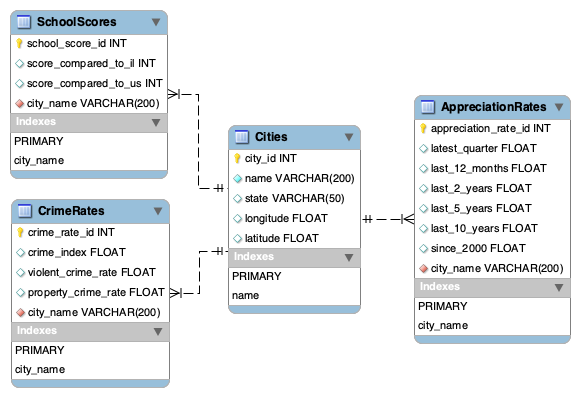 SchoolScores
school_score_id INT
score_compared_to_il INT
score_compared_to_us INT
city_name VARCHAR(200)
Indexes
PRIMARY
city_name
CrimeRates
crime_rate_id INT
crime_index FLOAT
violent_crime_rate FLOAT
property_crime_rate FLOAT
city_name VARCHAR(200)
Indexes
PRIMARY
city_name
Cities
city_id INT
name VARCHAR(200)
state VARCHAR(50)
longitude FLOAT
latitude FLOAT
Indexes
PRIMARY
name
AppreciationRates
appreciation_rate_id INT
latest_quarter FLOAT
last_12_months FLOAT
last_2_years FLOAT
last_5_years FLOAT
last_10_years FLOAT
since_2000 FLOAT
city_name VARCHAR(200)
Indexes
PRIMARY
city_name